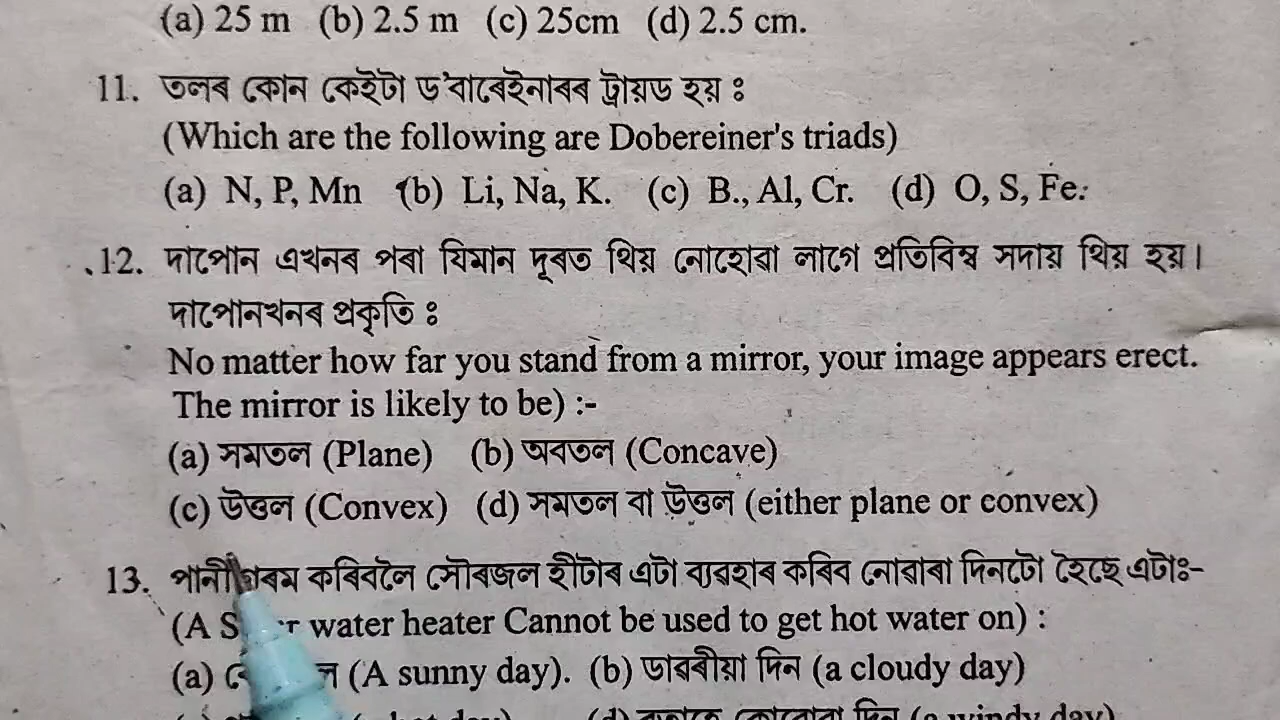 (a) 25 m (b) 2.5 m (c) 25cm (d) 2.5 cm.
11. তলৰ কোন কেইটা ড'বাৰেইনাৰৰ ট্ৰায়ড হয় ঃ
(Which are the following are Dobereiner's triads)
(a) N, P, Mn (b) Li, Na, K. (c) B., Al, Cr. (d) O, S, Fe.
12. দাপোন এখনৰ পৰা যিমান দূৰত থিয় নোহোৱা লাগে প্ৰতিবিম্ব সদায় থিয় হয়।
দাপোনখনৰ প্ৰকৃতি ঃ
No matter how far you stand from a mirror, your image appears erect.
The mirror is likely to be) :-
(a) সমতল (Plane) (b) অবতল (Concave)
(c) উত্তল (Convex) (d) সমতল বা উত্তল (either plane or convex)
13. পানী গৰম কৰিবলৈ সৌৰজল হীটাৰ এটা ব্যৱহাৰ কৰিব নোৱাৰা দিনটো হৈছে এটাঃ-
(A water heater Cannot be used to get hot water on) :
(a) (A sunny day). (b) ডাৱৰীয়া দিন (a cloudy day)
(a windy day)